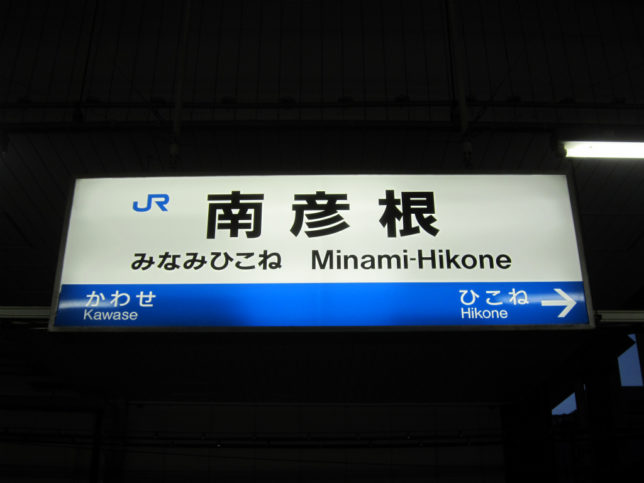 JR 南彦根
みなみひこね Minami-Hikone
かわせ ひこね →
Kawase Hikone